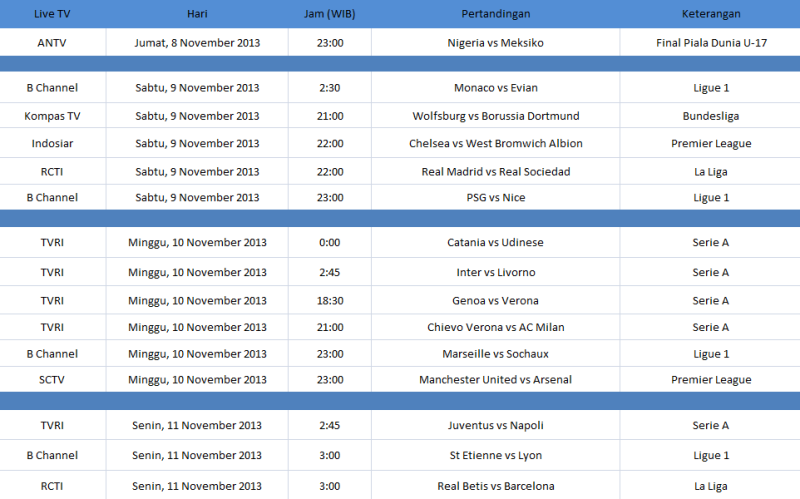 Live TV Hari Jam (WIB) Pertandingan Keterangan
ANTV Jumat, 8 November 2013 23:00 Nigeria vs Meksiko Final Piala Dunia U-17
B Channel Sabtu, 9 November 2013 2:30 Monaco vs Evian Ligue 1
Kompas TV Sabtu, 9 November 2013 21:00 Wolfsburg vs Borussia Dortmund Bundesliga
Indosiar Sabtu, 9 November 2013 22:00 Chelsea vs West Bromwich Albion Premier League
RCTI Sabtu, 9 November 2013 22:00 Real Madrid vs Real Sociedad La Liga
B Channel Sabtu, 9 November 2013 23:00 PSG vs Nice Ligue 1
TVRI Minggu, 10 November 2013 0:00 Catania vs Udinese Serie A
TVRI Minggu, 10 November 2013 2:45 Inter vs Livorno Serie A
TVRI Minggu, 10 November 2013 18:30 Genoa vs Verona Serie A
TVRI Minggu, 10 November 2013 21:00 Chievo Verona vs AC Milan Serie A
B Channel Minggu, 10 November 2013 23:00 Marseille vs Sochaux Ligue 1
SCTV Minggu, 10 November 2013 23:00 Manchester United vs Arsenal Premier League
TVRI Senin, 11 November 2013 2:45 Juventus vs Napoli Serie A
B Channel Senin, 11 November 2013 3:00 St Etienne vs Lyon Ligue 1
RCTI Senin, 11 November 2013 3:00 Real Betis vs Barcelona La Liga